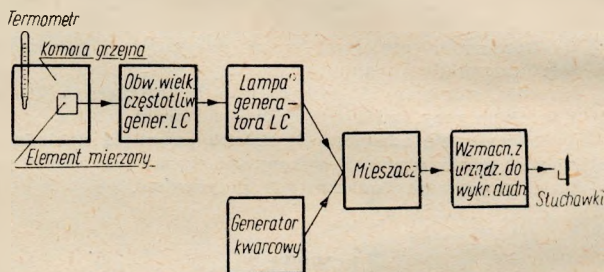 Termometr
Komora grzejna
Element mierzony
Obw. wielk.
częstotliw
gener. LC
Lampa
genera-
tora LC
Generator
kwarcowy
Mieszacz
Wzmacn. z
urządz. do
wykr. dudn.
Słuchawki